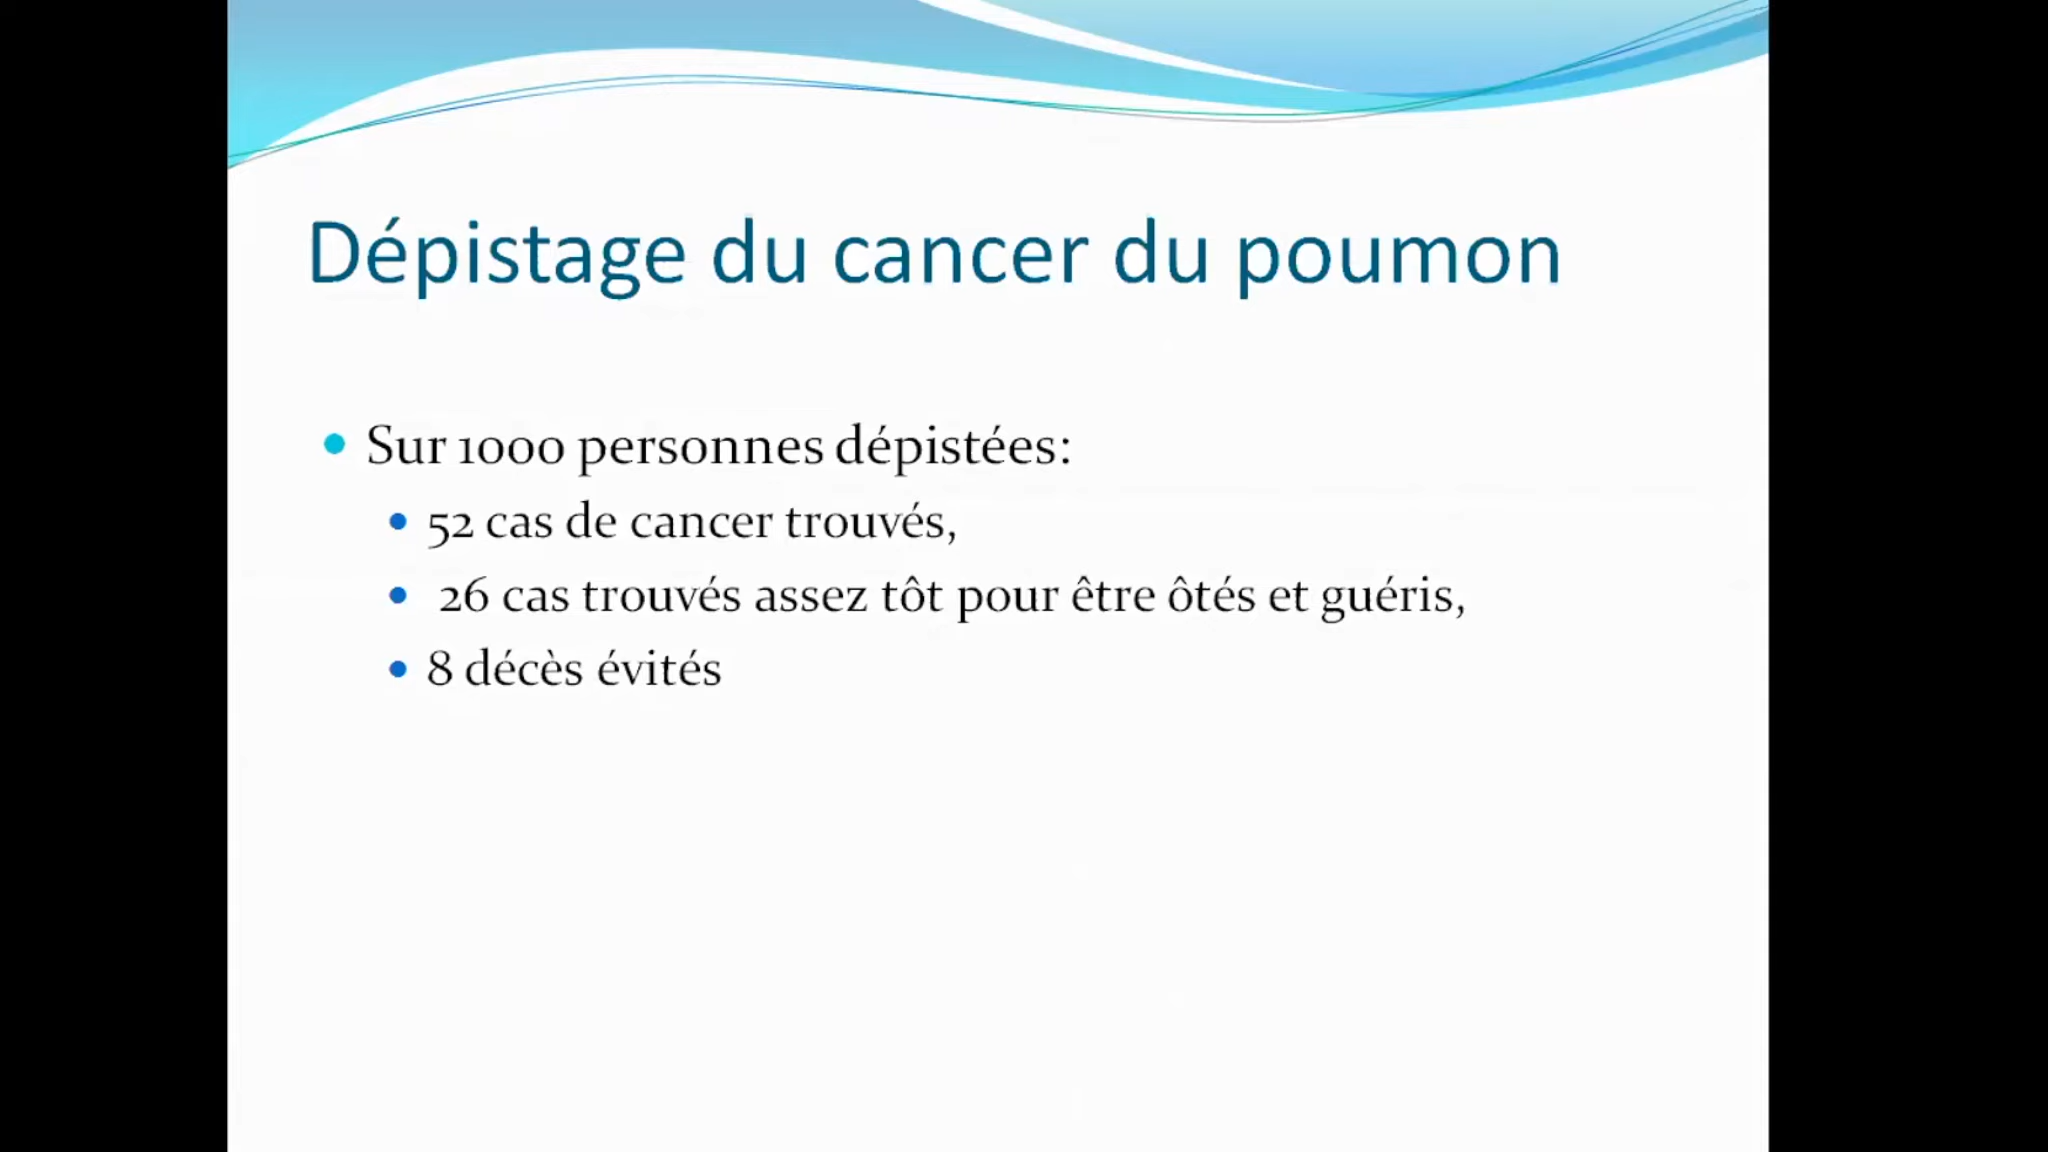 Dépistage du cancer du poumon
Sur 1000 personnes dépistées:
52 cas de cancer trouvés,
26 cas trouvés assez tôt pour être ôtés et guéris,
8 décès évités